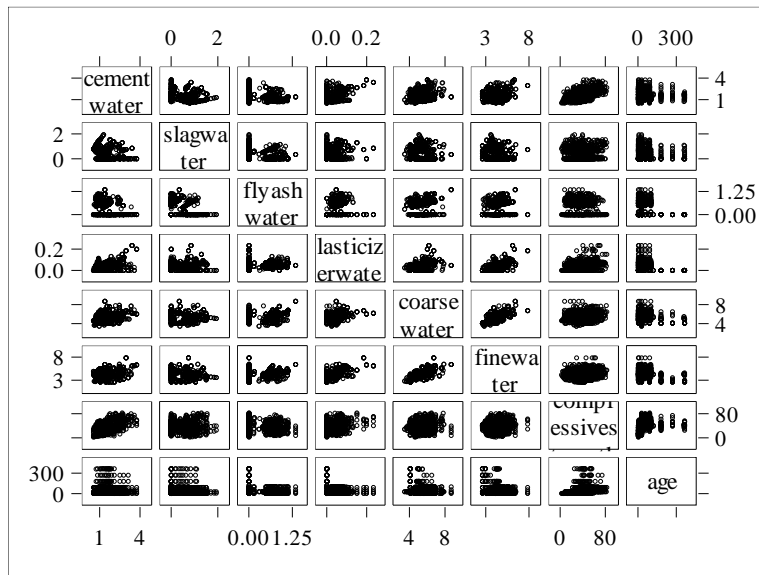 0 2 0.0 0.2 3 8 0 300
cement
water
4
1
2
0
slagwa
ter
flyash
water
1.25
0.00
0.2
0.0
lasticiz
erwate
coarse
water
8
4
8
3
finewa
ter
essives
80
0
300
0
age
1 4 0.00 1.25 4 8 0 80